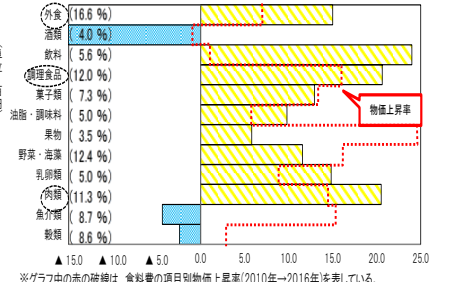 外食 (16.6 %)
酒類 ( 4.0 %)
飲料 ( 5.6 %)
調理食品 (12.0 %)
菓子類 ( 7.3 %)
油脂・調味料 ( 5.0 %)
物価上昇率
果物 ( 3.5 %)
野菜・海藻 (12.4 %)
乳卵類 ( 5.0 %)
肉類 (11.3 %)
魚介類 ( 8.7 %)
穀類 ( 8.6 %)
▲ 15.0 ▲ 10.0 ▲ 5.0 0.0 5.0 10.0 15.0 20.0 25.0
※グラフ中の赤の破線は、食料費の項目別物価上昇率(2010年→2016年)を表している。